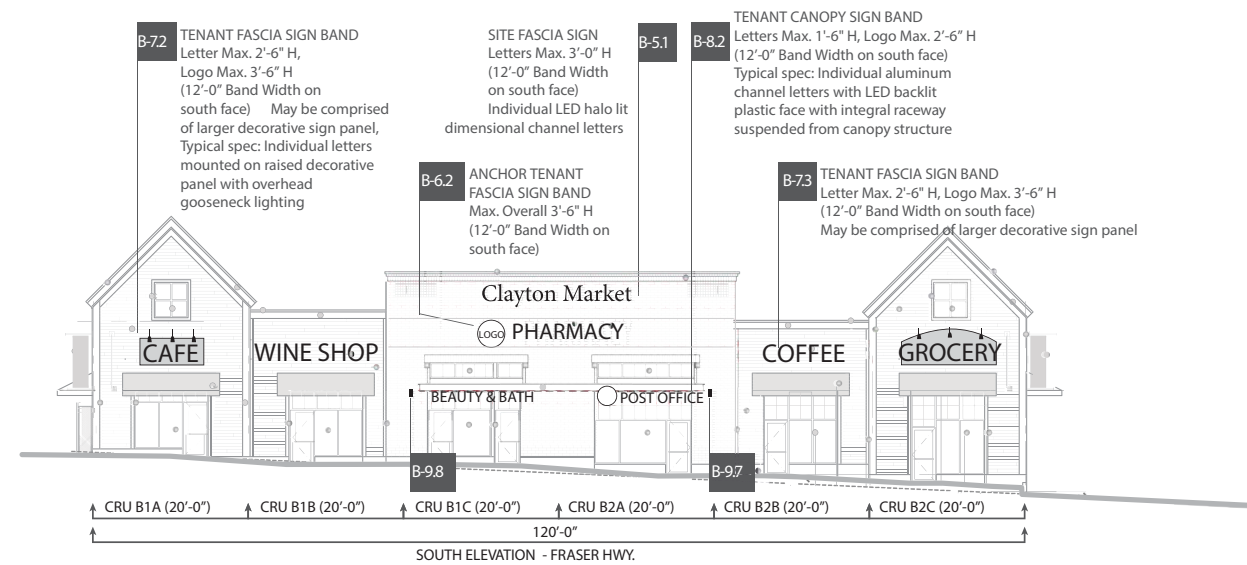 B-7.2
TENANT FASCIA SIGN BAND
Letter Max. 2'-6" H,
Logo Max. 3'-6" H
(12'-0" Band Width on
south face) May be comprised
of larger decorative sign panel,
Typical spec: Individual letters
mounted on raised decorative
panel with overhead
gooseneck lighting
SITE FASCIA SIGN
Letters Max. 3'-0" H
(12'-0" Band Width
on south face)
Individual LED halo lit
dimensional channel letters
B-5.1
B-8.2
TENANT CANOPY SIGN BAND
Letters Max. 1'-6" H, Logo Max. 2'-6" H
(12'-0" Band Width on south face)
Typical spec: Individual aluminum
channel letters with LED backlit
plastic face with integral raceway
suspended from canopy structure
B-6.2
ANCHOR TENANT
FASCIA SIGN BAND
Max. Overall 3'-6" H
(12'-0" Band Width on
south face)
B-7.3
TENANT FASCIA SIGN BAND
Letter Max. 2'-6" H, Logo Max. 3'-6" H
(12'-0" Band Width on south face)
May be comprised of larger decorative sign panel
Clayton Market
LOGO PHARMACY
CAFE
WINE SHOP
COFFEE
GROCERY
BEAUTY & BATH
POST OFFICE
B-9.8
B-9.7
CRU B1A (20'-0")
CRU B1B (20'-0")
CRU B1C (20'-0")
CRU B2A (20'-0")
CRU B2B (20'-0")
CRU B2C (20'-0")
120'-0"
SOUTH ELEVATION - FRASER HWY.